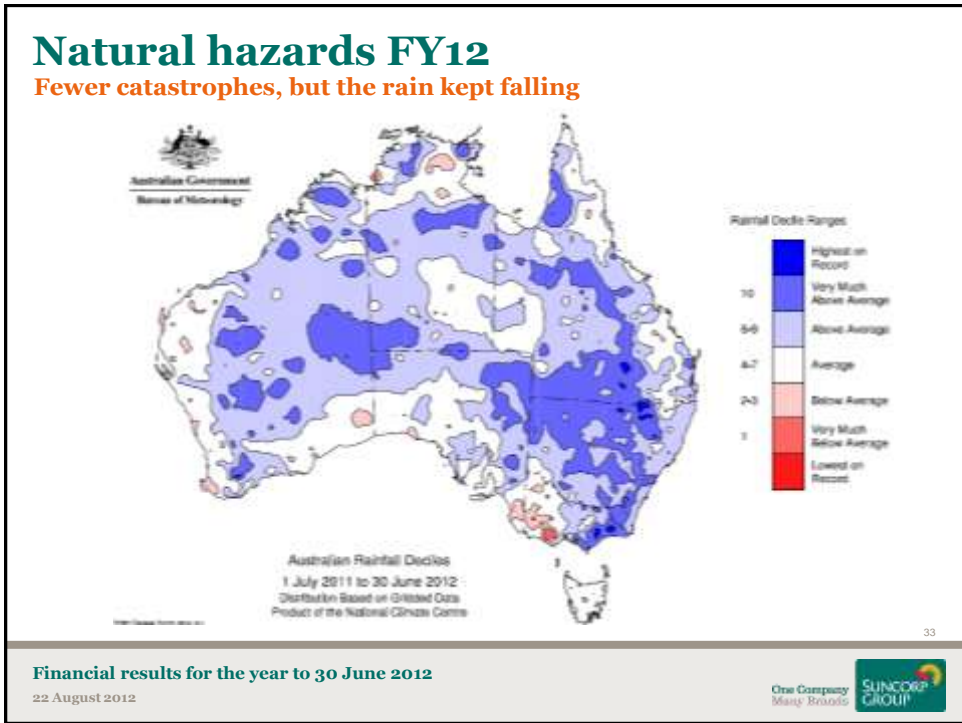 Natural hazards FY12
Fewer catastrophes, but the rain kept falling
Australian Government
Bureau of Meteorology
Rainfall Decile Ranges
Highest on
Record
10
Very Much
Above Average
8-9
Above Average
4-7
Average
2-3
Below Average
1
Very Much
Below Average
Lowest on
Record
Australian Rainfall Deciles
1 July 2011 to 30 June 2012
Distribution Based on Gridded Data
Product of the National Climate Centre
33
Financial results for the year to 30 June 2012
22 August 2012
One Company
Many Brands
SUNCORP
GROUP